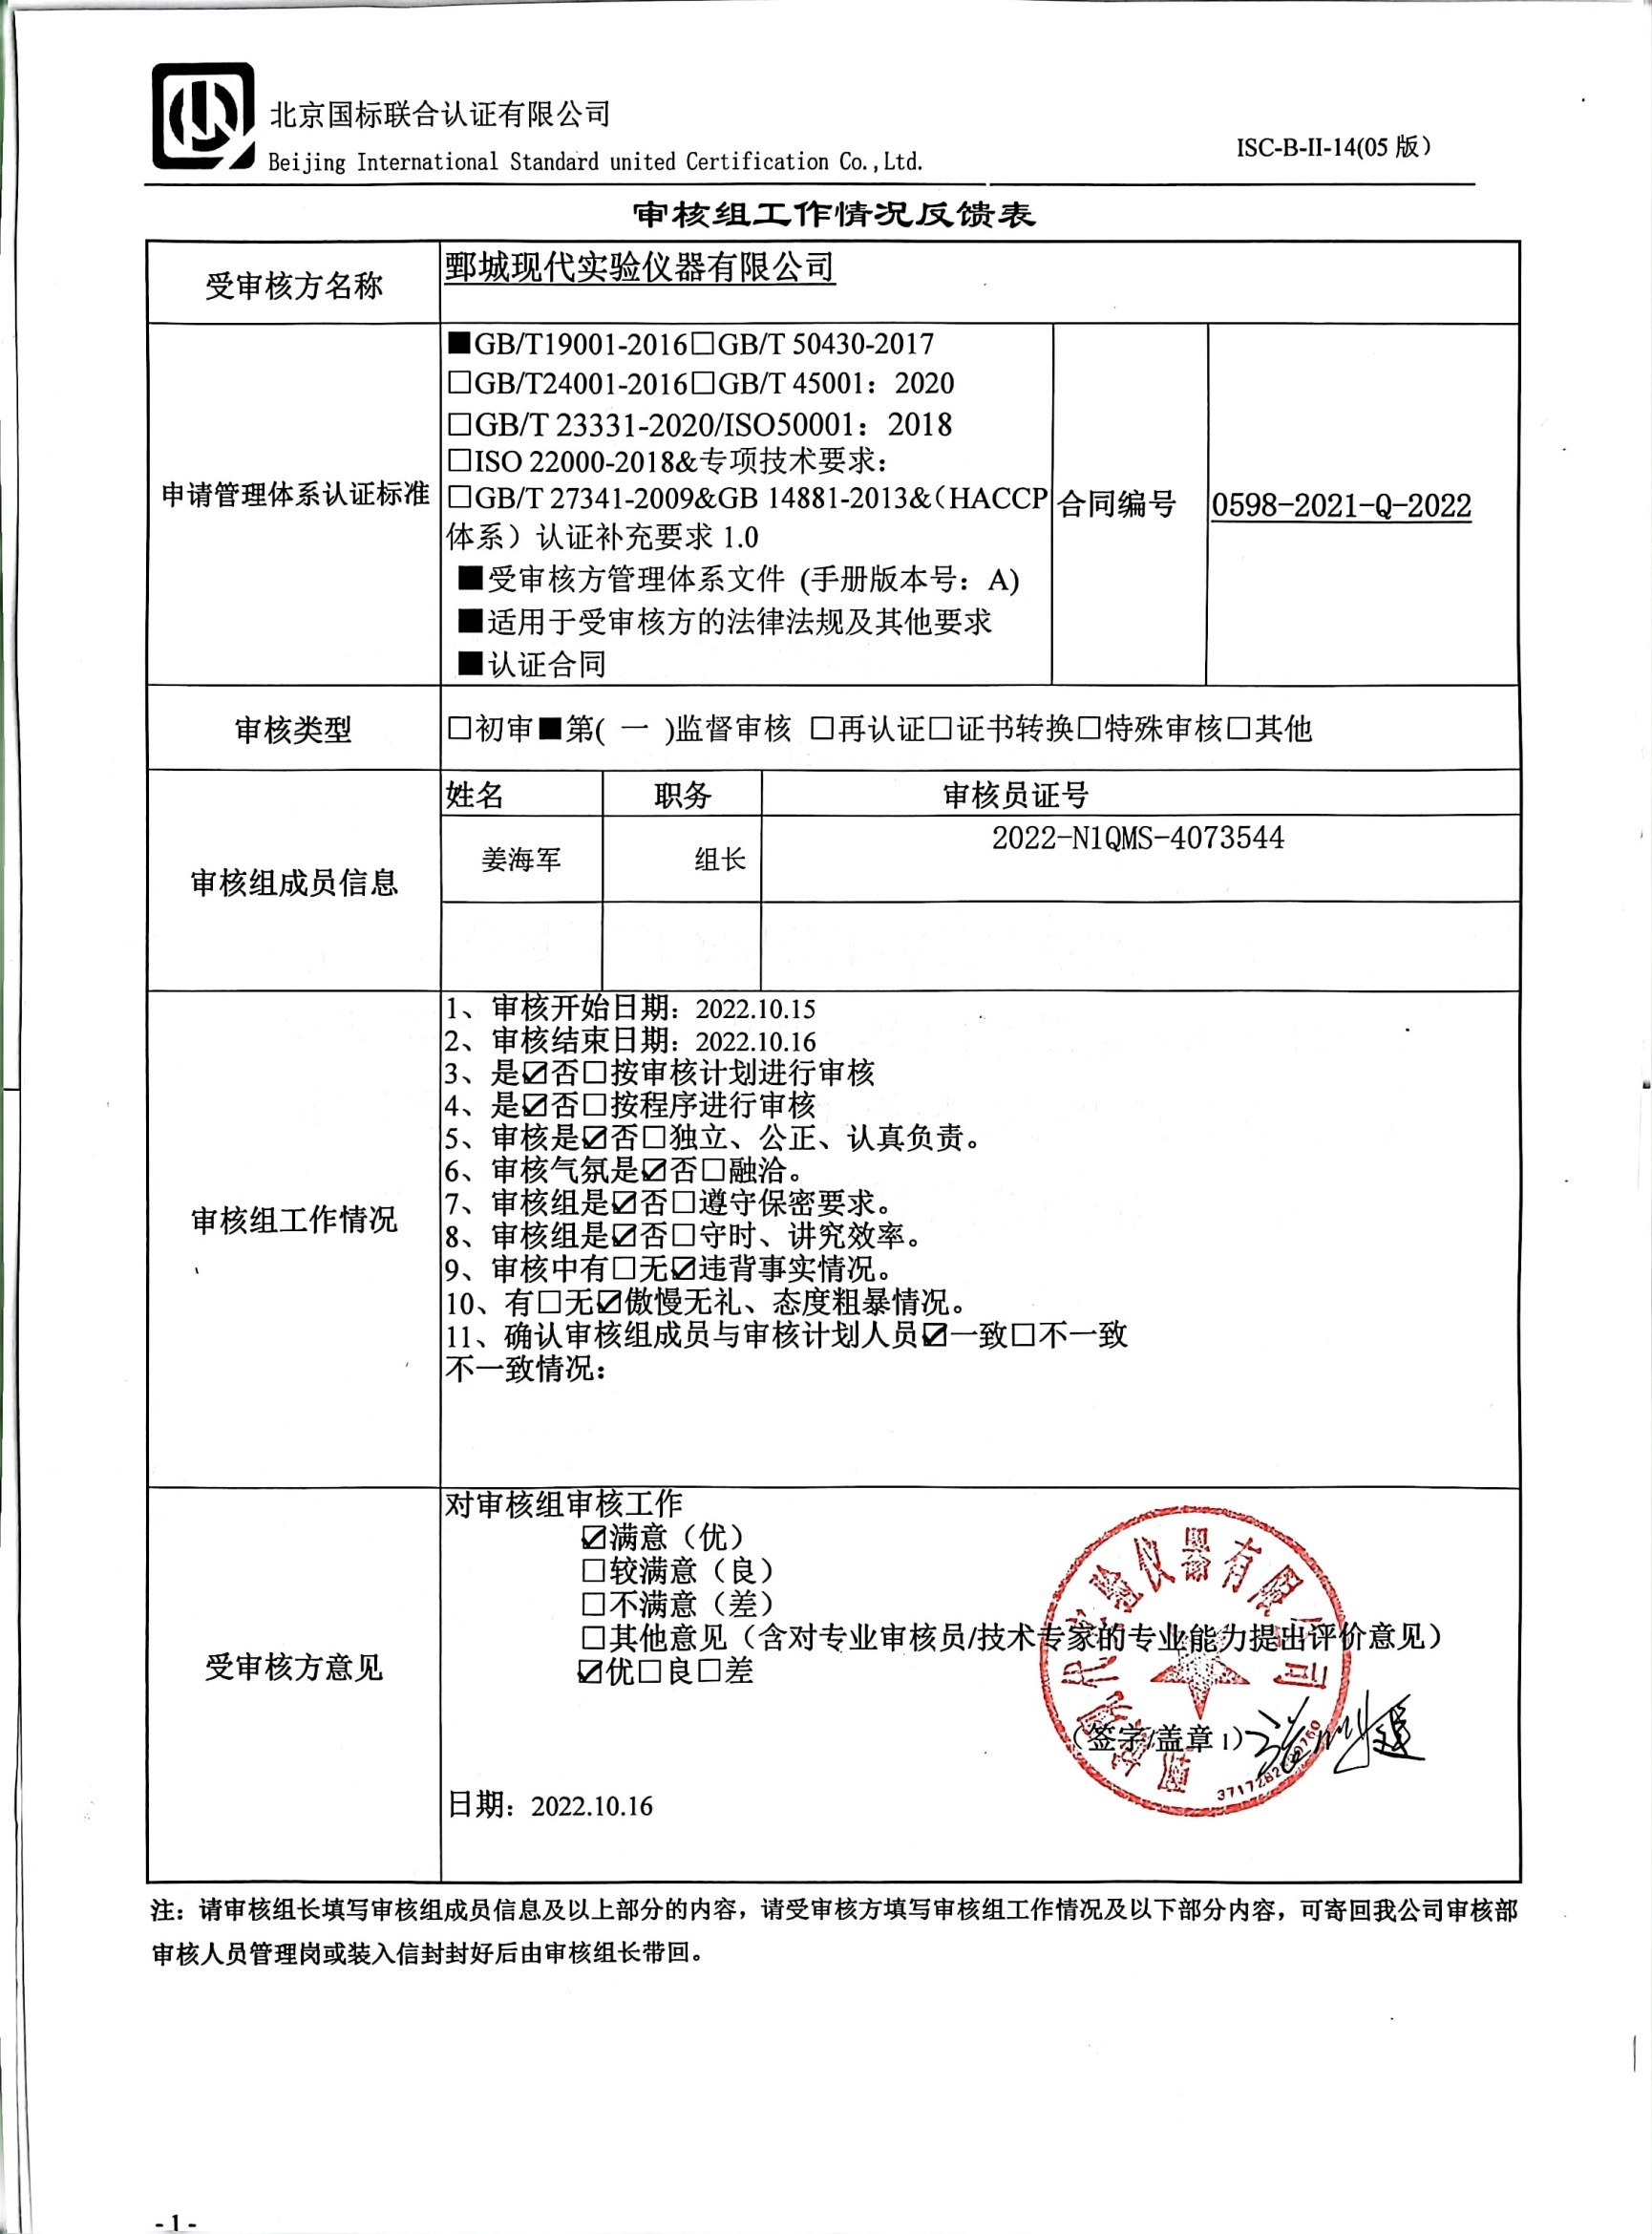 北京国标联合认证有限公司
Beijing International Standard united Certification Co.,Ltd.
ISC-B-II-14(05 版)
审核组工作情况反馈表
受审核方名称
鄄城现代实验仪器有限公司
申请管理体系认证标准
■GB/T19001-2016□GB/T 50430-2017
□GB/T24001-2016□GB/T 45001：2020
□GB/T 23331-2020/ISO50001：2018
□ISO 22000-2018&专项技术要求：
□GB/T 27341-2009&GB 14881-2013&（HACCP
体系）认证补充要求 1.0
■受审核方管理体系文件 (手册版本号：A)
■适用于受审核方的法律法规及其他要求
■认证合同
合同编号
0598-2021-Q-2022
审核类型
□初审■第( 一 )监督审核 □再认证□证书转换□特殊审核□其他
审核组成员信息
姓名 职务 审核员证号
姜海军 组长 2022-N1QMS-4073544
审核组工作情况
1、审核开始日期：2022.10.15
2、审核结束日期：2022.10.16
3、是☑否□按审核计划进行审核
4、是☑否□按程序进行审核
5、审核是☑否□独立、公正、认真负责。
6、审核气氛是☑否□融洽。
7、审核组是☑否□遵守保密要求。
8、审核组是☑否□守时、讲究效率。
9、审核中有□无☑违背事实情况。
10、有□无☑傲慢无礼、态度粗暴情况。
11、确认审核组成员与审核计划人员☑一致□不一致
不一致情况：
受审核方意见
对审核组审核工作
☑满意（优）
□较满意（良）
□不满意（差）
□其他意见（含对专业审核员/技术专家的专业能力提出评价意见）
☑优□良□差
（签字/盖章 1）
日期：2022.10.16
鄄城现代实验仪器有限公司
注：请审核组长填写审核组成员信息及以上部分的内容，请受审核方填写审核组工作情况及以下部分内容，可寄回我公司审核部
审核人员管理岗或装入信封封好后由审核组长带回。
- 1 -